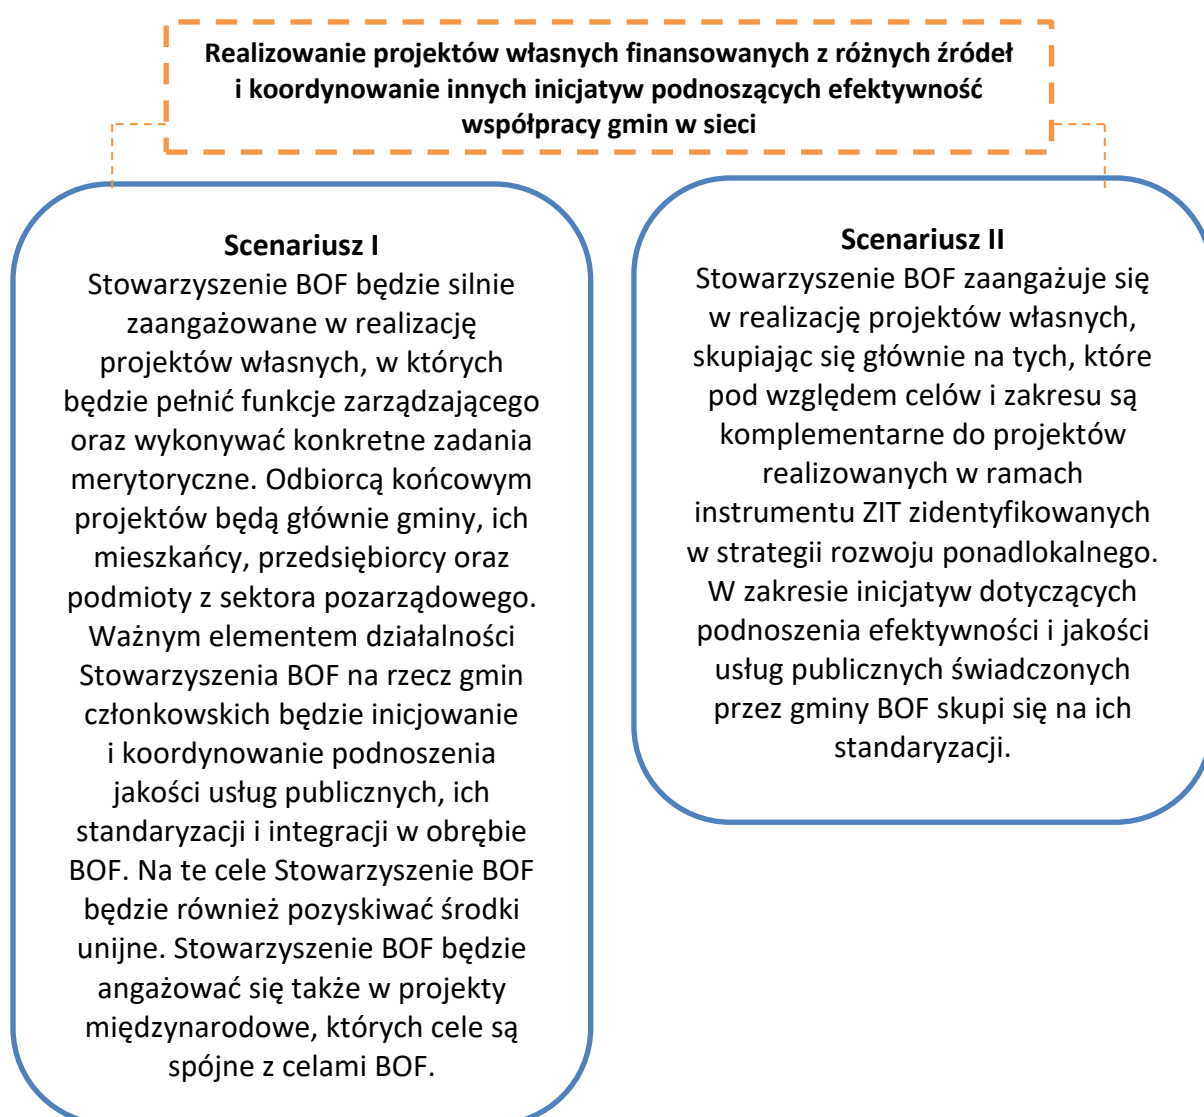 Realizowanie projektów własnych finansowanych z różnych źródeł
i koordynowanie innych inicjatyw podnoszących efektywność
współpracy gmin w sieci
Scenariusz I
Stowarzyszenie BOF będzie silnie
zaangażowane w realizację
projektów własnych, w których
będzie pełnić funkcje zarządzającego
oraz wykonywać konkretne zadania
merytoryczne. Odbiorcą końcowym
projektów będą głównie gminy, ich
mieszkańcy, przedsiębiorcy oraz
podmioty z sektora pozarządowego.
Ważnym elementem działalności
Stowarzyszenia BOF na rzecz gmin
członkowskich będzie inicjowanie
i koordynowanie podnoszenia
jakości usług publicznych, ich
standaryzacji i integracji w obrębie
BOF. Na te cele Stowarzyszenie BOF
będzie również pozyskiwać środki
unijne. Stowarzyszenie BOF będzie
angażować się także w projekty
międzynarodowe, których cele są
spójne z celami BOF.
Scenariusz II
Stowarzyszenie BOF zaangażuje się
w realizację projektów własnych,
skupiając się głównie na tych, które
pod względem celów i zakresu są
komplementarne do projektów
realizowanych w ramach
instrumentu ZIT zidentyfikowanych
w strategii rozwoju ponadlokalnego.
W zakresie inicjatyw dotyczących
podnoszenia efektywności i jakości
usług publicznych świadczonych
przez gminy BOF skupi się na ich
standaryzacji.